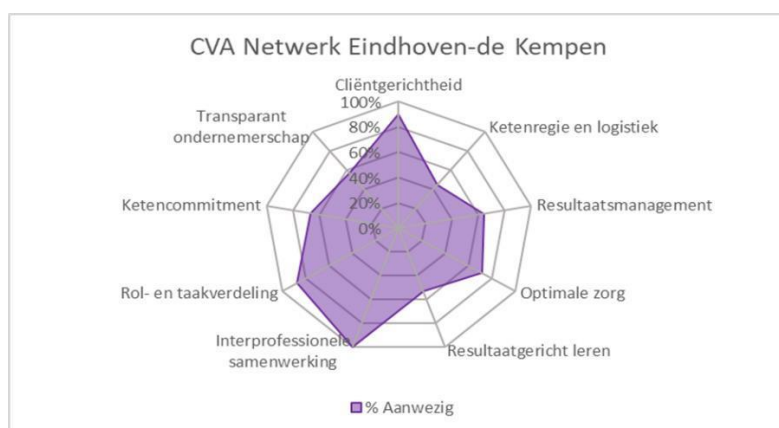 CVA Netwerk Eindhoven-de Kempen
Cliëntgerichtheid
100%
80%
60%
40%
20%
0%
Transparant
ondernemerschap
Ketenregie en logistiek
Ketencommitment
Resultaatsmanagement
Rol- en taakverdeling
Optimale zorg
Interprofessionele
samenwerking
Resultaatgericht leren
% Aanwezig